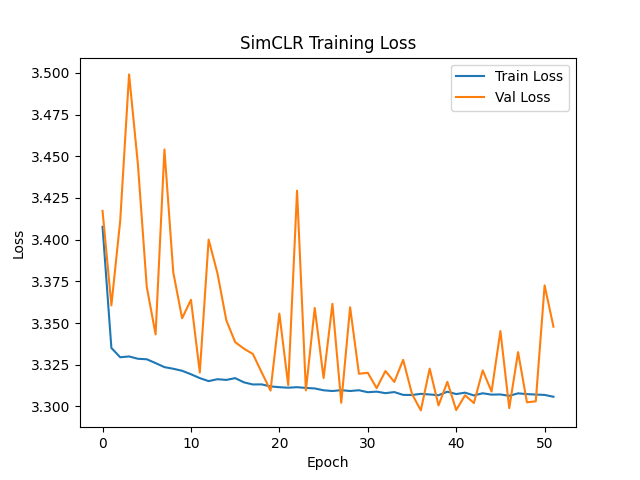 SimCLR Training Loss
Train Loss
Val Loss
3.500
3.475
3.450
3.425
3.400
3.375
3.350
3.325
3.300
Loss
0 10 20 30 40 50
Epoch